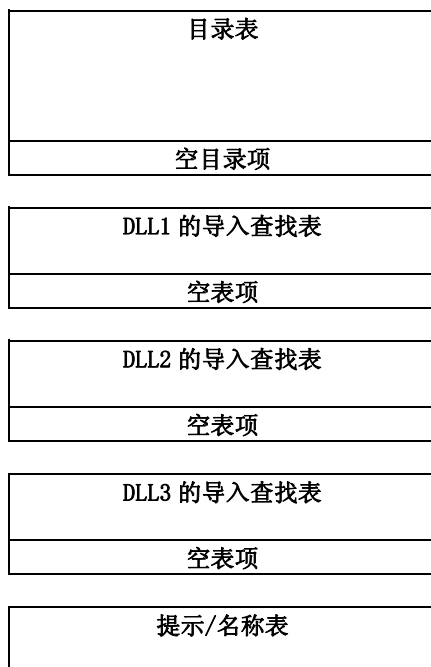 目录表
空目录项
DLL1 的导入查找表
空表项
DLL2 的导入查找表
空表项
DLL3 的导入查找表
空表项
提示/名称表